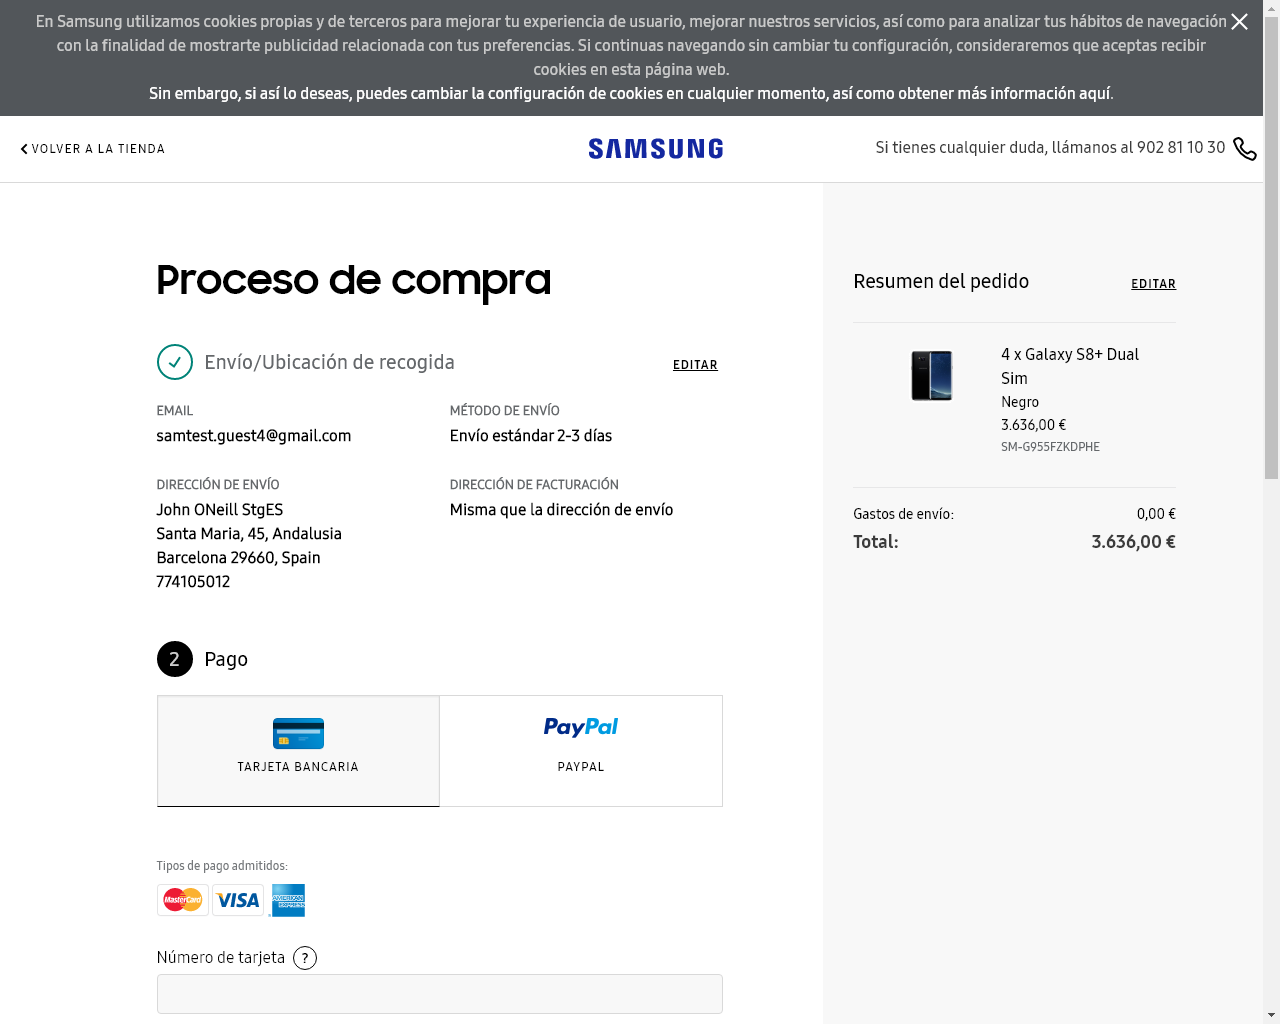 En Samsung utilizamos cookies propias y de terceros para mejorar tu experiencia de usuario, mejorar nuestros servicios, así como para analizar tus hábitos de navegación
con la finalidad de mostrarte publicidad relacionada con tus preferencias. Si continuas navegando sin cambiar tu configuración, consideraremos que aceptas recibir
cookies en esta página web.
Sin embargo, si así lo deseas, puedes cambiar la configuración de cookies en cualquier momento, así como obtener más información aquí.
VOLVER A LA TIENDA
SAMSUNG
Si tienes cualquier duda, llámanos al 902 81 10 30
Proceso de compra
Envío/Ubicación de recogida
EDITAR
EMAIL
samtest.guest4@gmail.com
MÉTODO DE ENVÍO
Envío estándar 2-3 días
DIRECCIÓN DE ENVÍO
John ONeill StgES
Santa Maria, 45, Andalusia
Barcelona 29660, Spain
774105012
DIRECCIÓN DE FACTURACIÓN
Misma que la dirección de envío
2 Pago
TARJETA BANCARIA
PayPal
PAYPAL
Tipos de pago admitidos:
MasterCard VISA AMERICAN EXPRESS
Número de tarjeta ?
Resumen del pedido
EDITAR
4 x Galaxy S8+ Dual
Sim
Negro
3.636,00 €
SM-G955FZKDPHE
Gastos de envío: 0,00 €
Total: 3.636,00 €